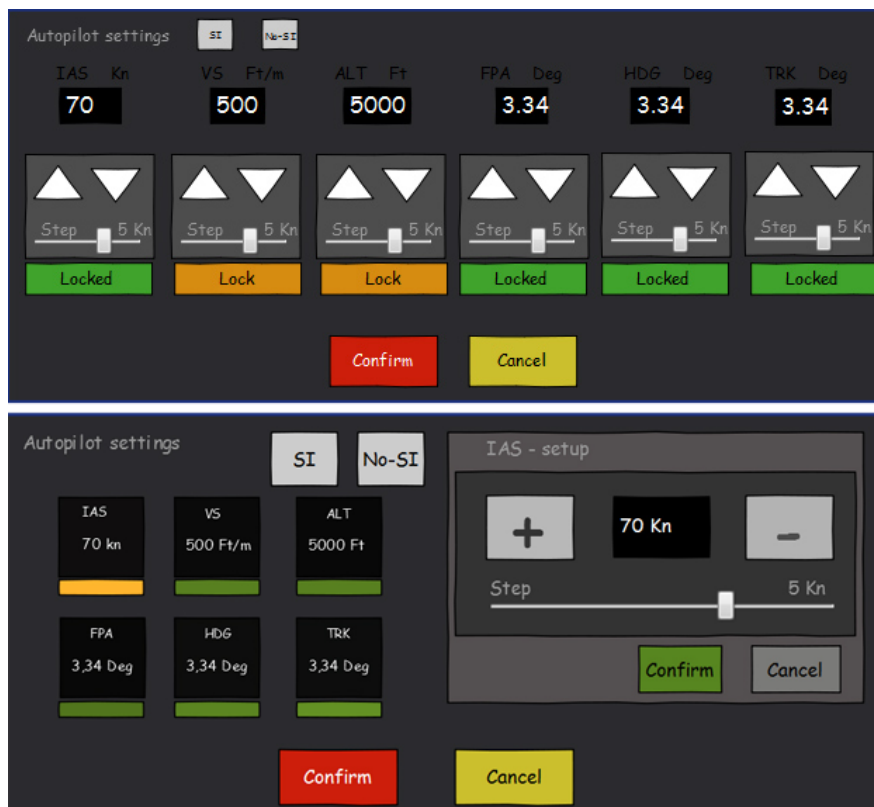 Autopilot settings SI No-SI
IAS Kn VS Ft/m ALT Ft FPA Deg HDG Deg TRK Deg
70 500 5000 3.34 3.34 3.34
Step 5 Kn Step 5 Kn Step 5 Kn Step 5 Kn Step 5 Kn Step 5 Kn
Locked Lock Lock Locked Locked Locked
Confirm Cancel
Autopilot settings SI No-SI
IAS VS ALT
70 kn 500 Ft/m 5000 Ft
FPA HDG TRK
3,34 Deg 3,34 Deg 3,34 Deg
IAS - setup
+ 70 Kn -
Step 5 Kn
Confirm Cancel
Confirm Cancel